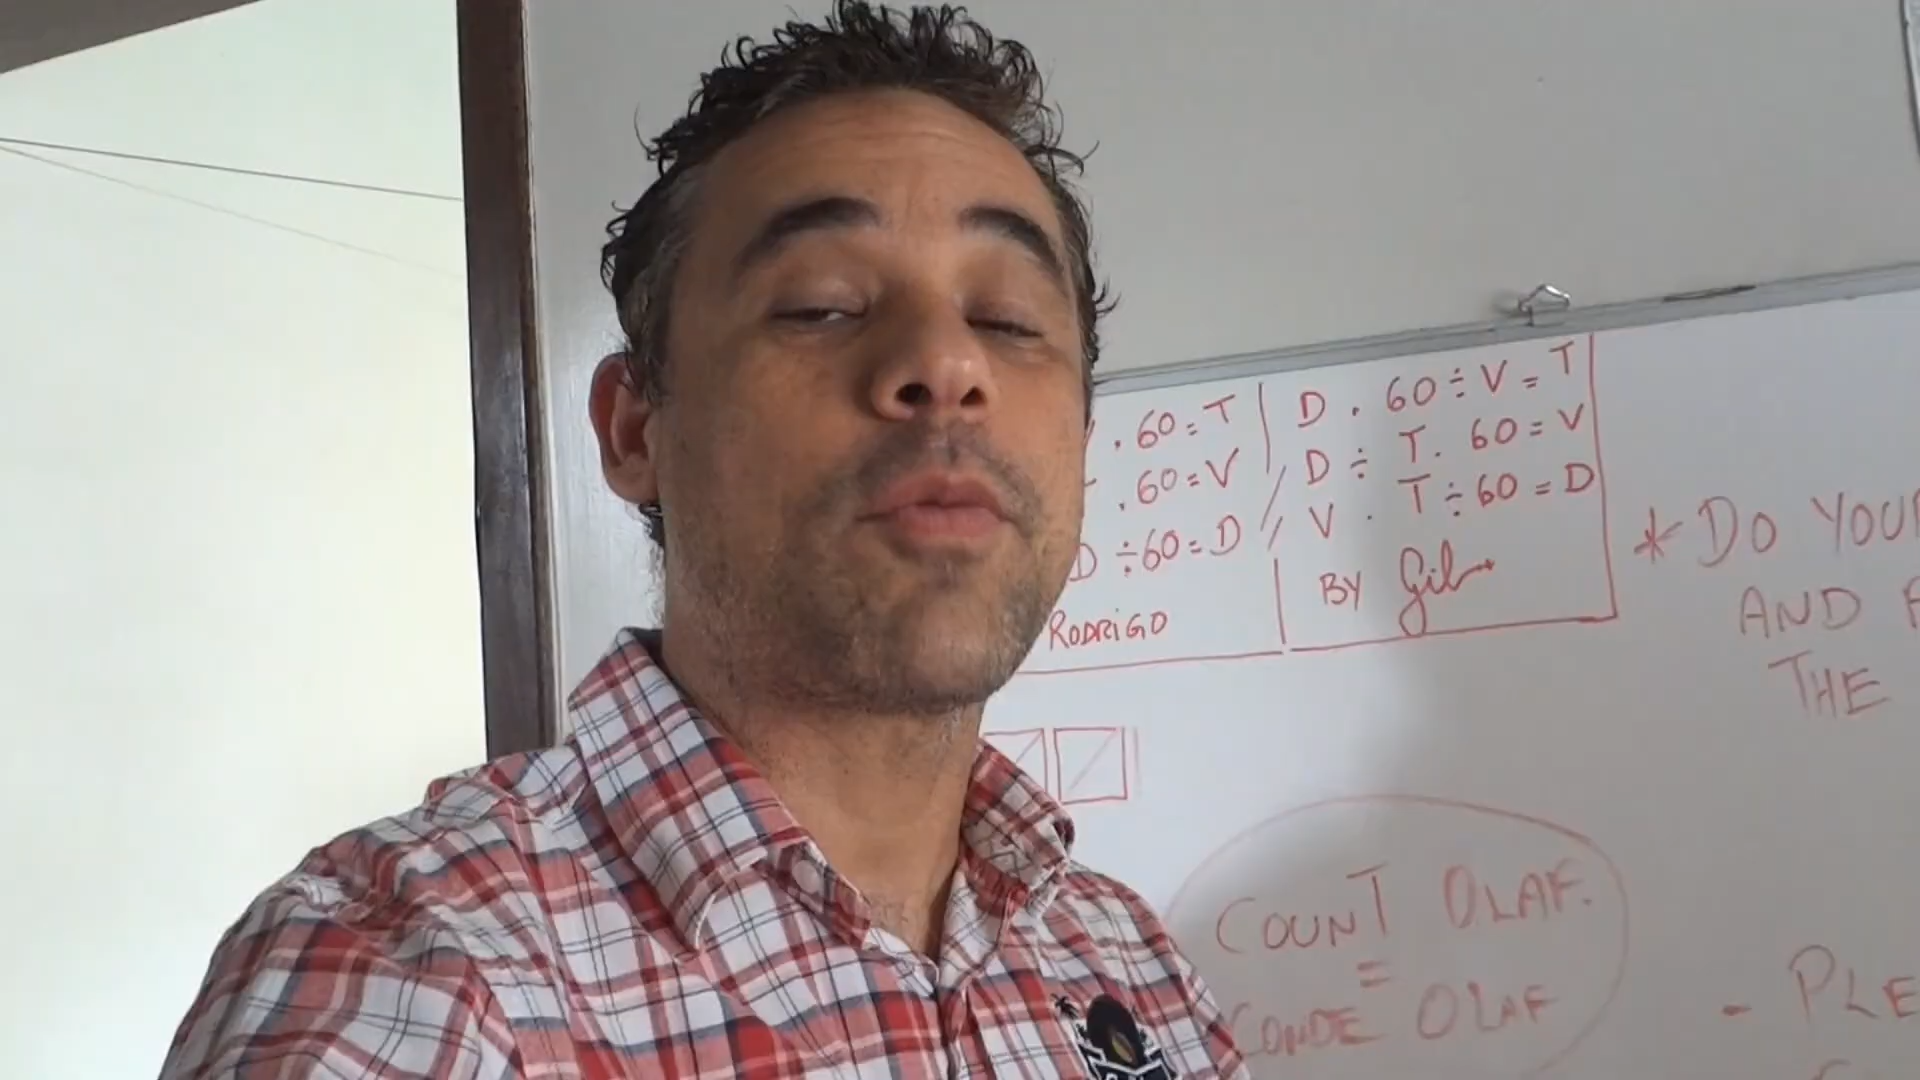 . 60 = T
. 60 = V
D ÷ 60 = D
RODRIGO
D . 60 ÷ V = T
D ÷ T . 60 = V
V . T ÷ 60 = D
BY Gil
* DO YOUR
AND
THE
COUNT OLAF.
=
CONDE OLAF
- PLE